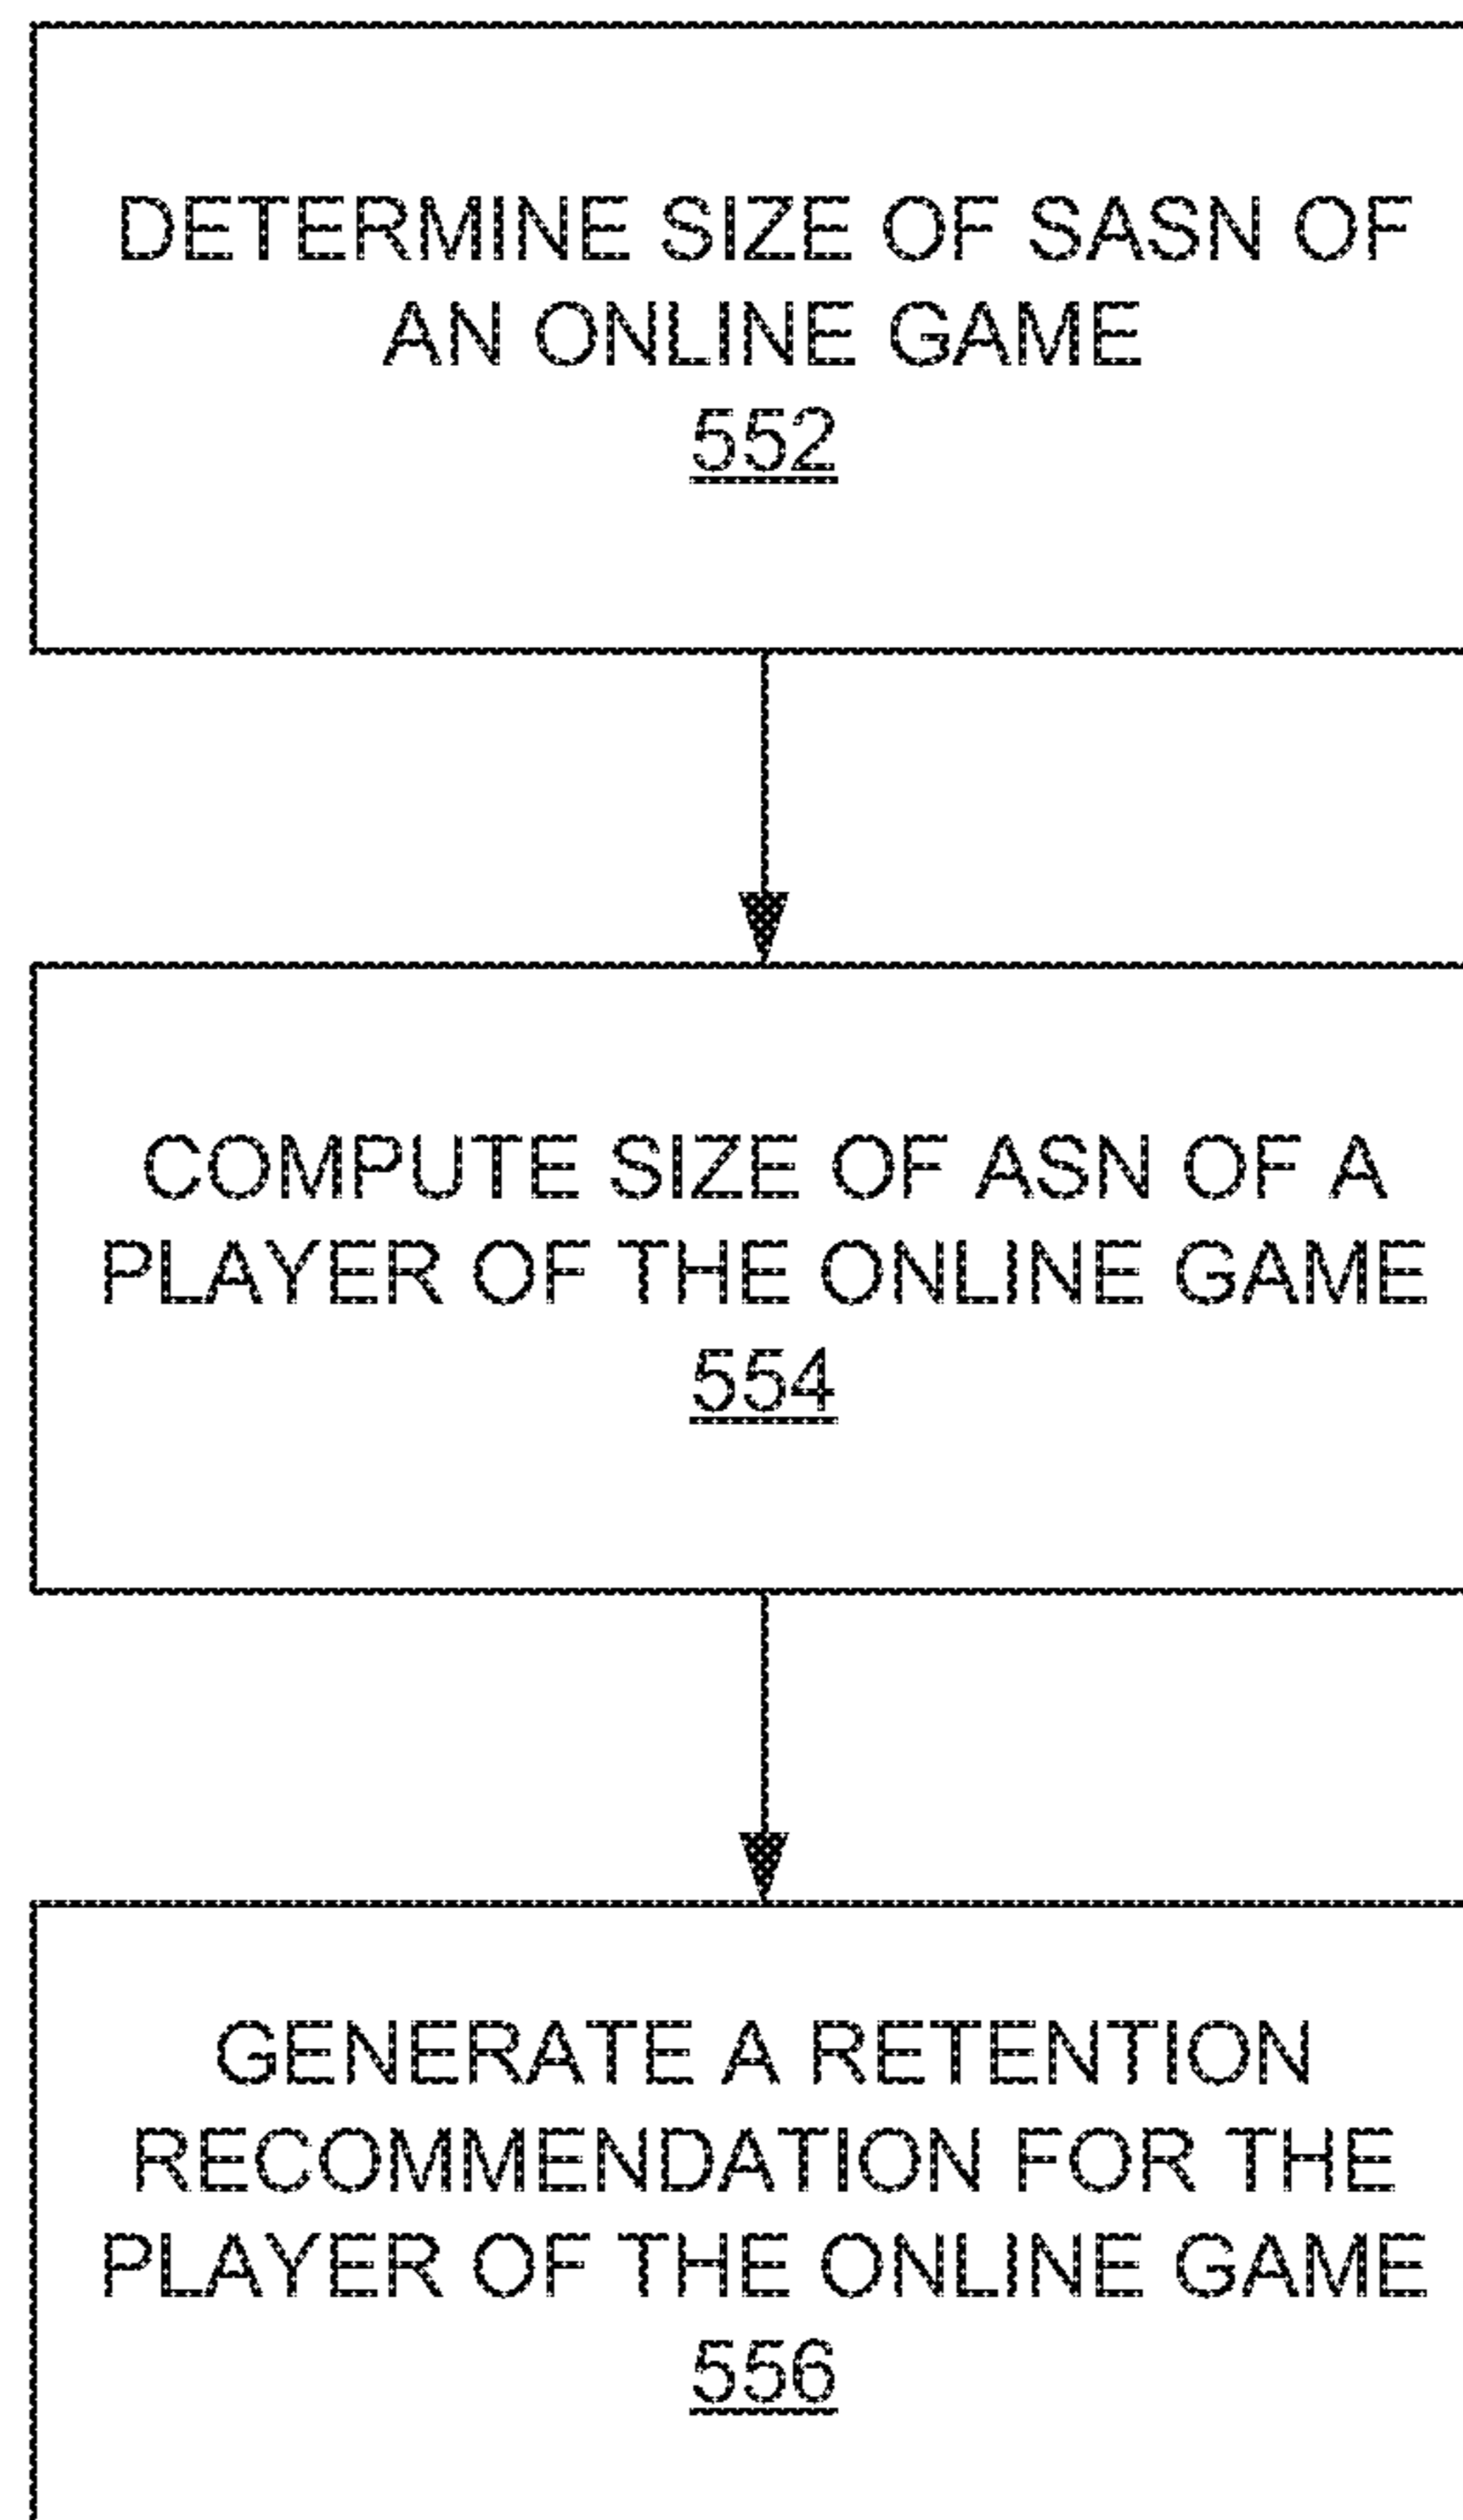 DETERMINE SIZE OF SASN OF
AN ONLINE GAME
552
COMPUTE SIZE OF ASN OF A
PLAYER OF THE ONLINE GAME
554
GENERATE A RETENTION
RECOMMENDATION FOR THE
PLAYER OF THE ONLINE GAME
556